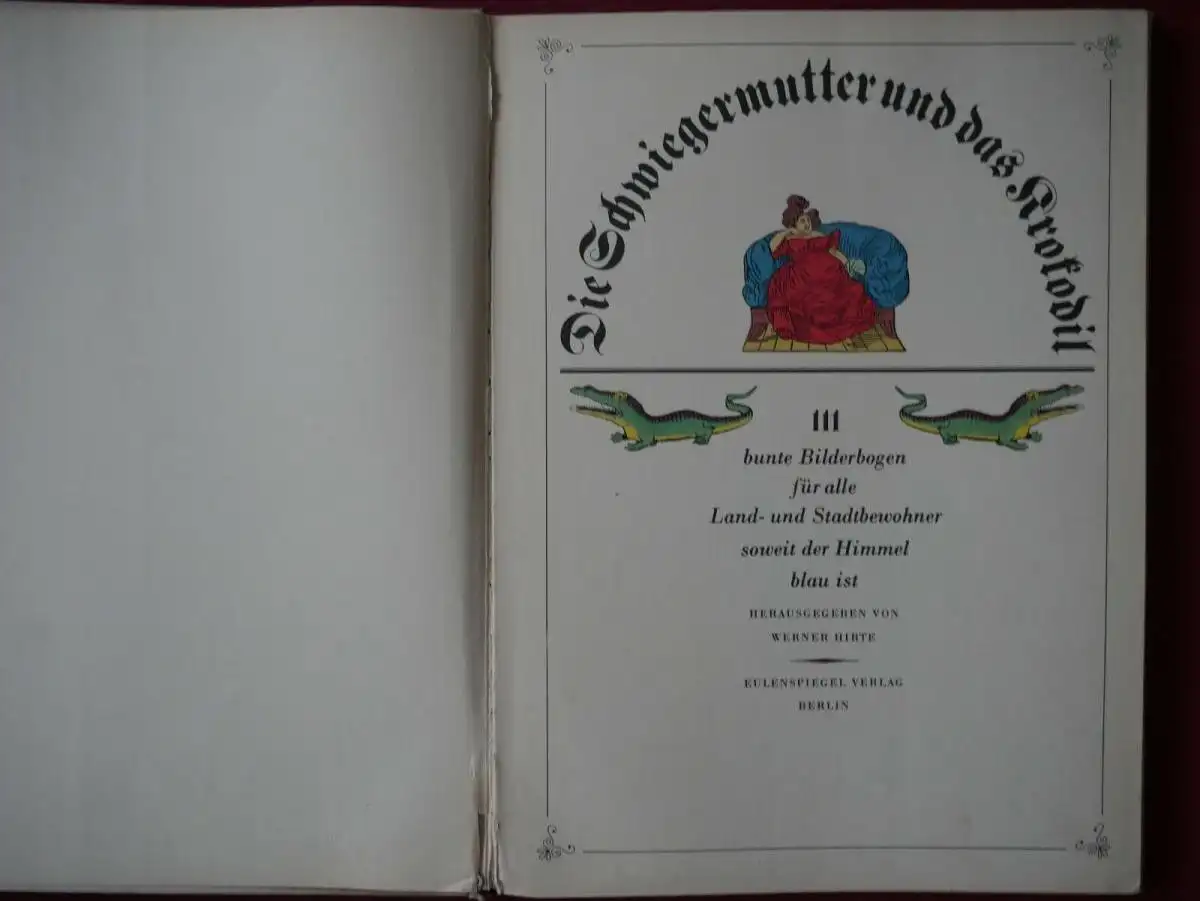 Die Schwiegermutter und das Krokodil
111
bunte Bilderbogen
für alle
Land- und Stadtbewohner
soweit der Himmel
blau ist
HERAUSGEGEBEN VON
WERNER HIRTE
EULENSPIEGEL VERLAG
BERLIN